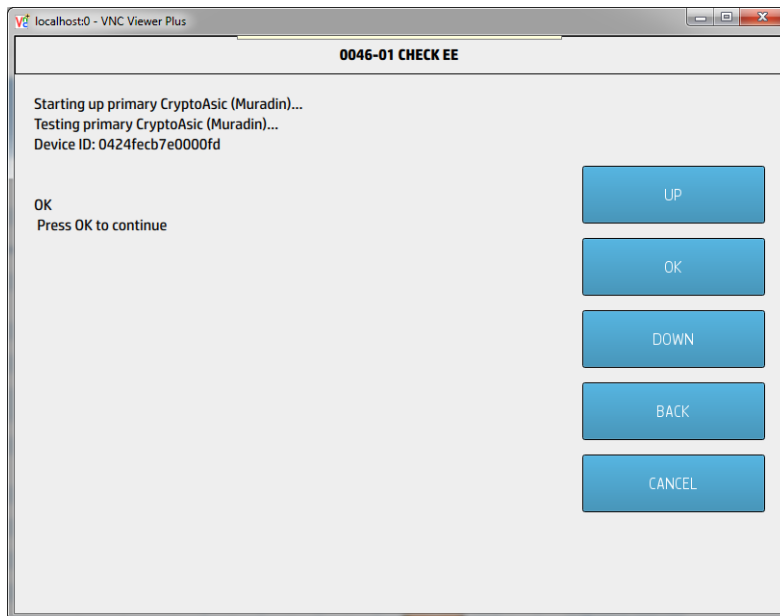 localhost:0 - VNC Viewer Plus
0046-01 CHECK EE
Starting up primary CryptoAsic (Muradin)...
Testing primary CryptoAsic (Muradin)...
Device ID: 0424fecb7e0000fd
OK
Press OK to continue
UP
OK
DOWN
BACK
CANCEL